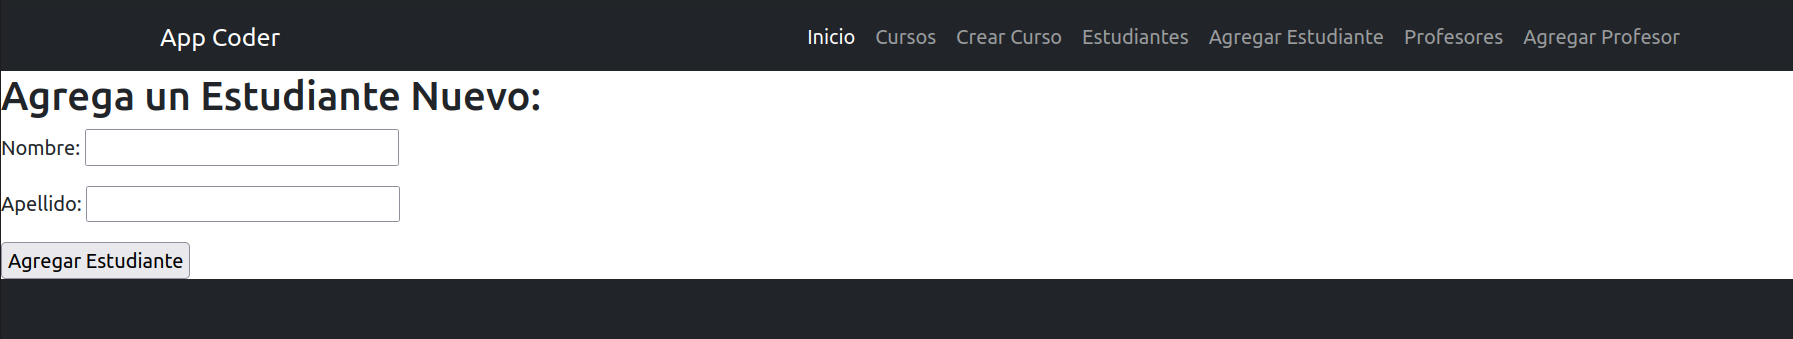 App Coder Inicio Cursos Crear Curso Estudiantes Agregar Estudiante Profesores Agregar Profesor
Agrega un Estudiante Nuevo:
Nombre:
Apellido:
Agregar Estudiante